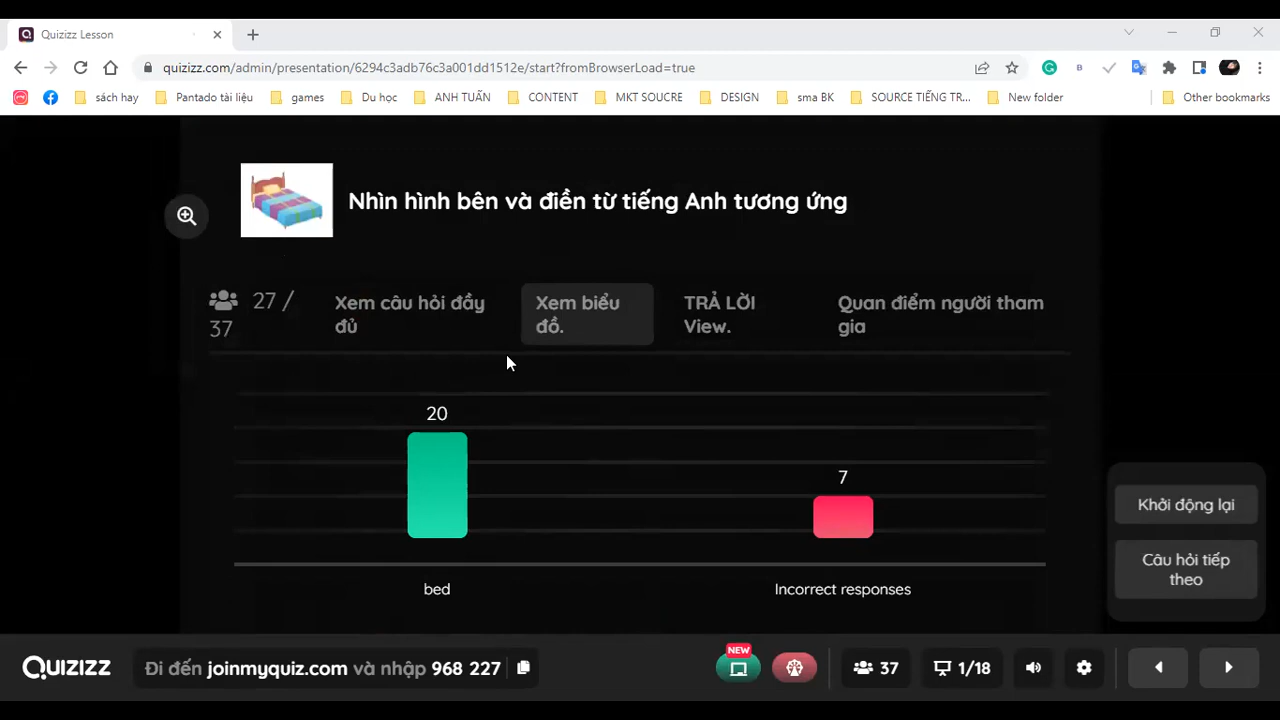 Quizizz Lesson
quizizz.com/admin/presentation/6294c3adb76c3a001dd1512e/start?fromBrowserLoad=true
sách hay
Pantado tài liệu
games
Du học
ANH TUẤN
CONTENT
MKT SOUCRE
DESIGN
sma BK
SOURCE TIẾNG TR...
New folder
Other bookmarks
Nhìn hình bên và điền từ tiếng Anh tương ứng
27 /
37
Xem câu hỏi đầy
đủ
Xem biểu
đồ.
TRẢ LỜI
View.
Quan điểm người tham
gia
20
7
bed
Incorrect responses
Khởi động lại
Câu hỏi tiếp
theo
QUIZIZZ
Đi đến joinmyquiz.com và nhập 968 227
NEW
37
1/18